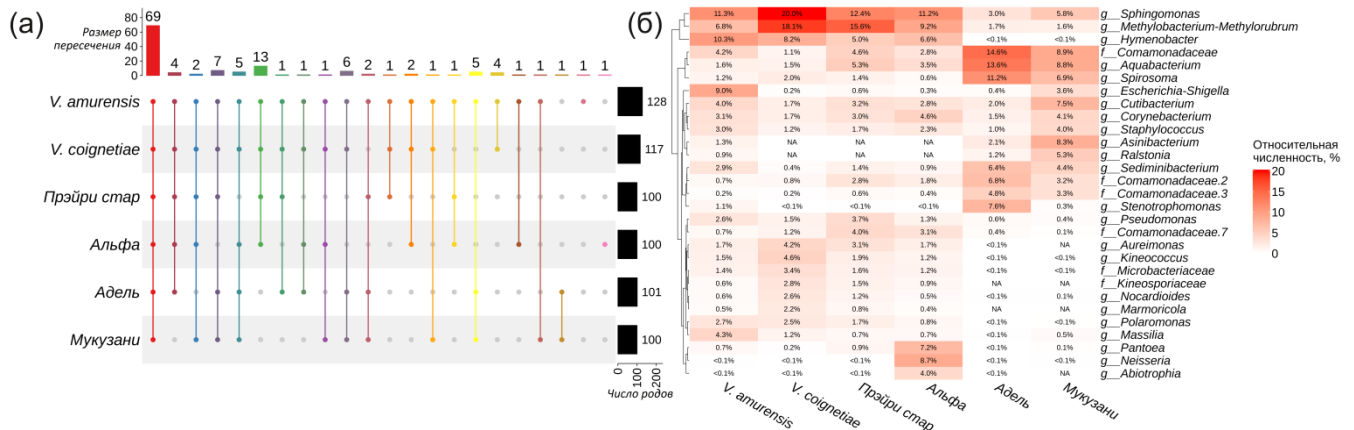 (а)
Размер
пересечения
80
60
40
20
0
69 4 2 7 5 13 1 1 1 6 2 1 2 1 1 5 4 1 1 1 1 1
V. amurensis 128
V. coignetiae 117
Прэйри стар 100
Альфа 100
Адель 101
Мукузани 100
0 100 200
Число родов
(б)
11.3% 20.0% 12.4% 11.2% 3.0% 5.8% g__Sphingomonas
6.8% 18.1% 15.6% 9.2% 1.7% 1.6% g__Methylobacterium-Methylorubrum
10.3% 8.2% 5.0% 6.6% <0.1% <0.1% g__Hymenobacter
4.2% 1.1% 4.6% 2.8% 14.6% 8.9% f__Comamonadaceae
1.6% 1.5% 5.3% 3.5% 13.6% 8.8% g__Aquabacterium
1.2% 2.0% 1.4% 0.6% 11.2% 6.9% g__Spirosoma
9.0% 0.2% 0.6% 0.3% 0.4% 3.6% g__Escherichia-Shigella
4.0% 1.7% 3.2% 2.8% 2.0% 7.5% g__Cutibacterium
3.1% 1.7% 3.0% 4.6% 1.5% 4.1% g__Corynebacterium
3.0% 1.2% 1.7% 2.3% 1.0% 4.0% g__Staphylococcus
1.3% NA NA NA 2.1% 8.3% g__Asinibacterium
0.9% NA NA NA 1.2% 5.3% g__Ralstonia
2.9% 0.4% 1.4% 0.9% 6.4% 4.4% g__Sediminibacterium
0.7% 0.8% 2.8% 1.8% 6.8% 3.2% f__Comamonadaceae.2
0.2% 0.2% 0.6% 0.4% 4.8% 3.3% f__Comamonadaceae.3
1.1% <0.1% <0.1% <0.1% 7.6% 0.3% g__Stenotrophomonas
2.6% 1.5% 3.7% 1.3% 0.6% 0.4% g__Pseudomonas
0.7% 1.2% 4.0% 3.1% 0.4% 0.1% f__Comamonadaceae.7
1.7% 4.2% 3.1% 1.7% <0.1% NA g__Aureimonas
1.5% 4.6% 1.9% 1.2% <0.1% <0.1% g__Kineococcus
1.4% 3.4% 1.6% 1.2% <0.1% <0.1% f__Microbacteriaceae
0.6% 2.8% 1.5% 0.9% NA NA f__Kineosporiaceae
0.6% 2.6% 1.2% 0.5% <0.1% 0.1% g__Nocardioides
0.5% 2.2% 0.8% 0.4% NA NA g__Marmoricola
2.7% 2.5% 1.7% 0.8% <0.1% <0.1% g__Polaromonas
4.3% 1.2% 0.7% 0.7% <0.1% 0.5% g__Massilia
0.7% 0.2% 0.9% 7.2% <0.1% 0.1% g__Pantoea
<0.1% <0.1% <0.1% 8.7% <0.1% <0.1% g__Neisseria
<0.1% <0.1% <0.1% 4.0% <0.1% NA g__Abiotrophia
V. amurensis
V. coignetiae
Прэйри стар
Альфа
Адель
Мукузани
Относительная
численность, %
20
15
10
5
0